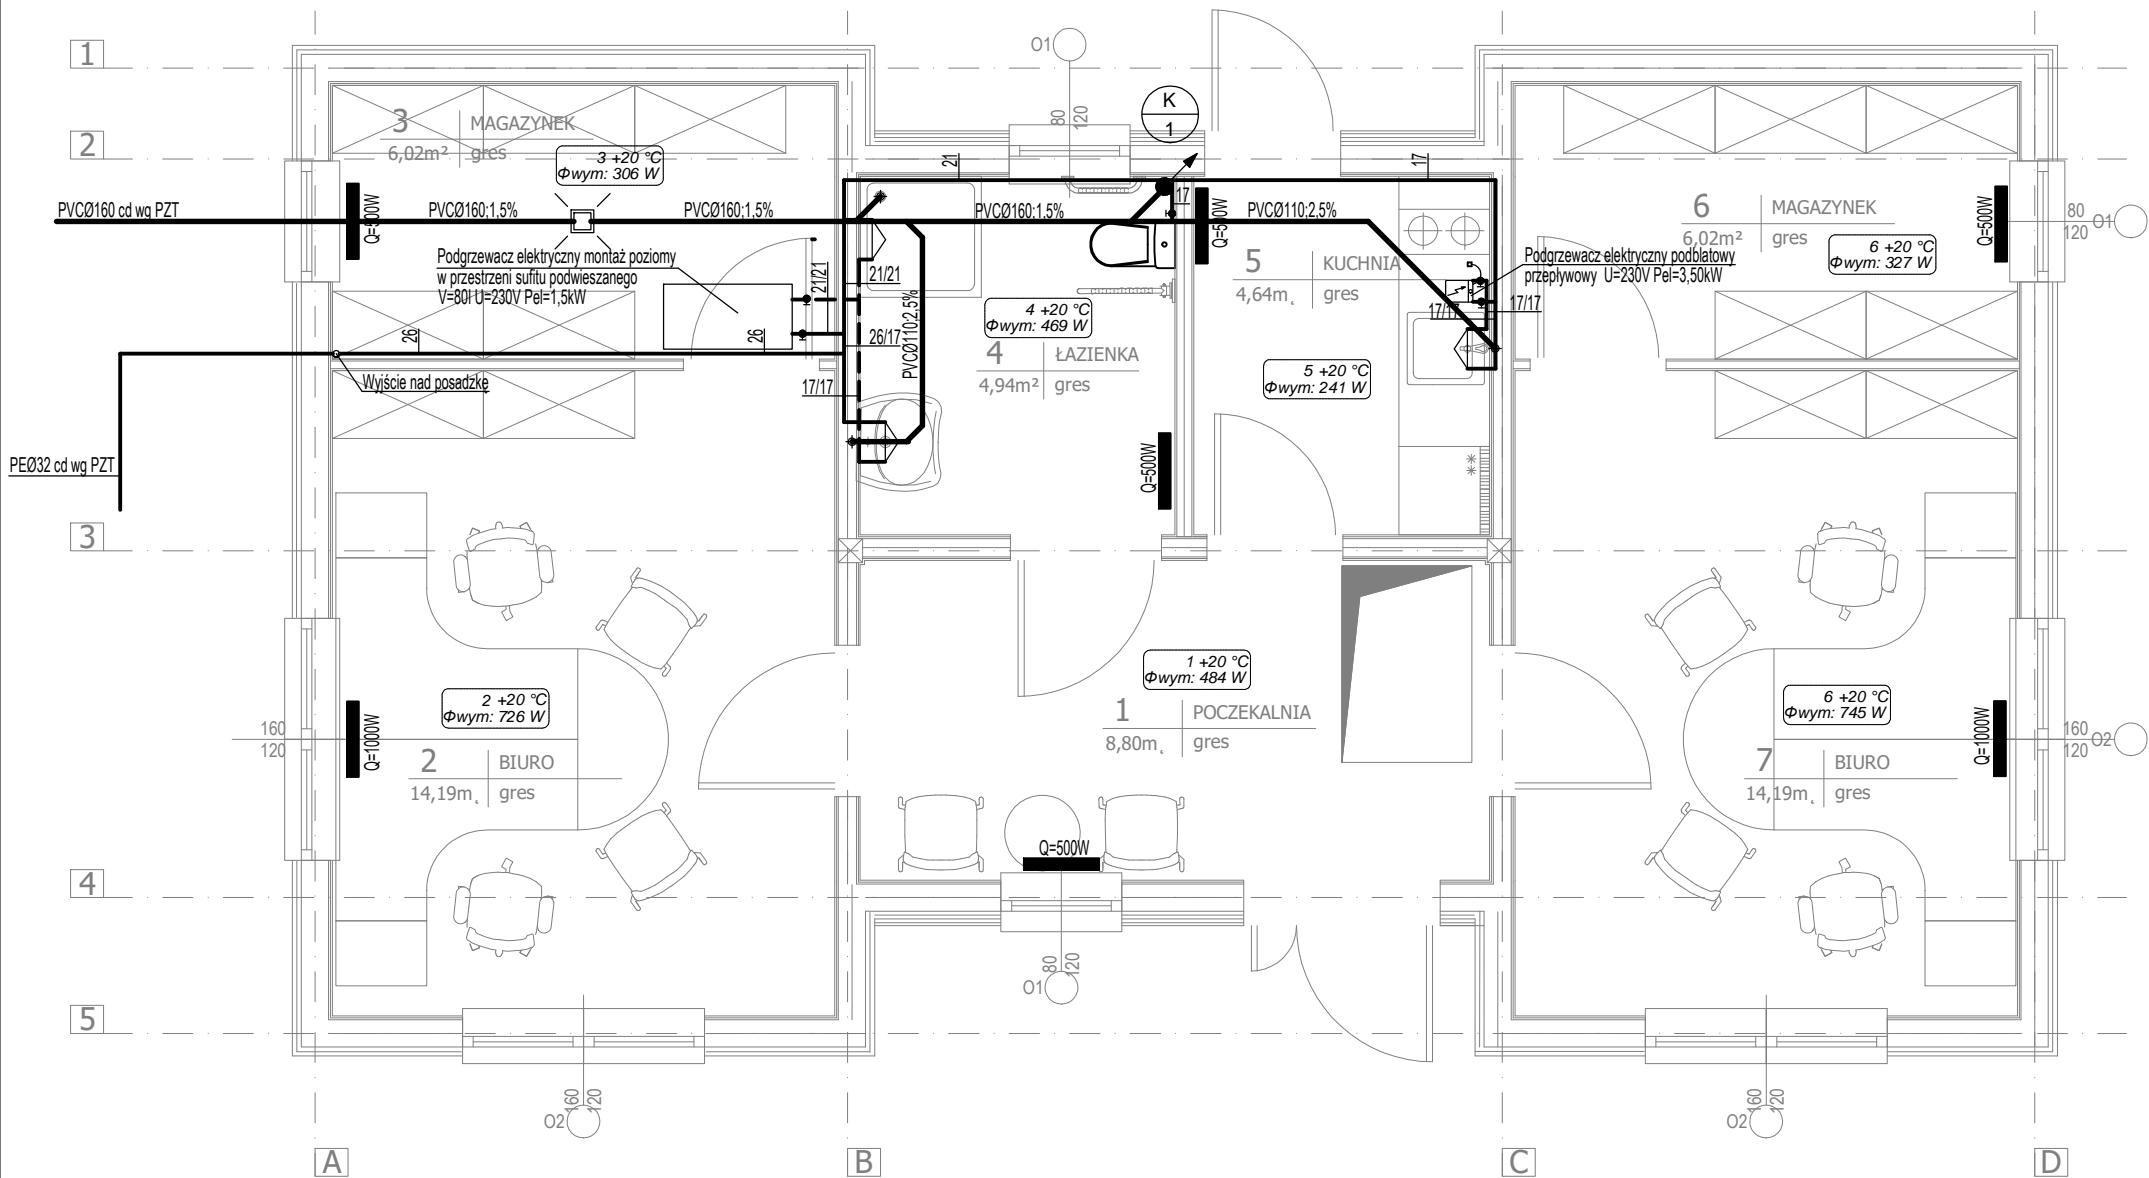 1
O1
80
120
K
1
3
MAGAZYNEK
6,02m²
gres
3 +20 °C
Φwym: 306 W
2
21
17
PVCØ160 cd wg PZT
PVCØ160;1,5%
PVCØ160;1,5%
PVCØ160;1.5%
17
PVCØ110;2,5%
Q=500W
Q=500W
6
MAGAZYNEK
6,02m²
gres
6 +20 °C
Φwym: 327 W
Q=500W
80
120
O1
Podgrzewacz elektryczny montaż poziomy
w przestrzeni sufitu podwieszanego
V=80l U=230V Pel=1,5kW
21/21
21/21
5
KUCHNIA
4,64m˛
gres
Podgrzewacz elektryczny podblatowy
przepływowy U=230V Pel=3,50kW
17/17
17/17
26
26
26/17
PVCØ110;2,5%
4 +20 °C
Φwym: 469 W
4
ŁAZIENKA
4,94m²
gres
5 +20 °C
Φwym: 241 W
Wyjście nad posadzkę
17/17
PEØ32 cd wg PZT
Q=500W
**
3
1 +20 °C
Φwym: 484 W
1
POCZEKALNIA
8,80m˛
gres
2 +20 °C
Φwym: 726 W
160
120
Q=1000W
2
BIURO
14,19m˛
gres
6 +20 °C
Φwym: 745 W
7
BIURO
14,19m˛
gres
Q=1000W
160
120
O2
Q=500W
4
O1
80
120
5
O2
160
120
O2
160
120
A
B
C
D